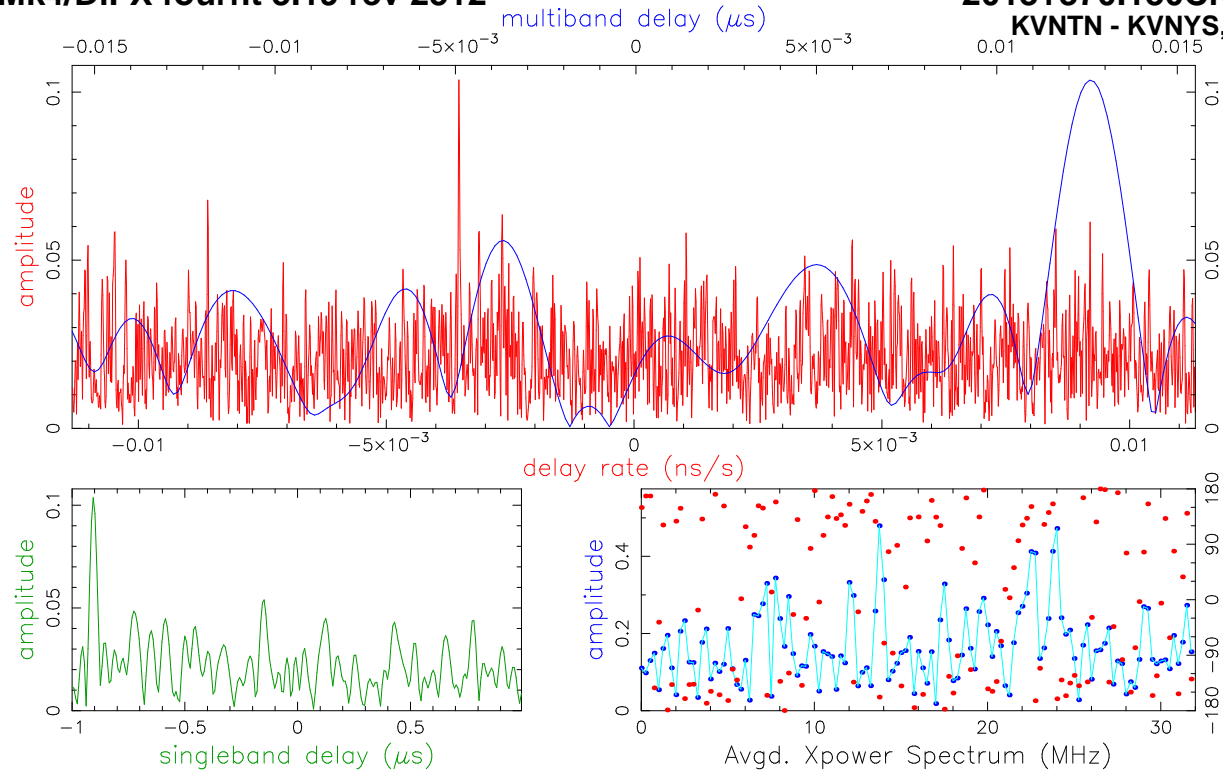 multiband delay (μs)
KVNTN - KVNYS,
−0.015 −0.01 −5×10⁻³ 0 5×10⁻³ 0.01 0.015
amplitude
0 0.05 0.1
0 0.05 0.1
−0.01 −5×10⁻³ 0 5×10⁻³ 0.01
delay rate (ns/s)
amplitude
0 0.05 0.1
−1 −0.5 0 0.5
singleband delay (μs)
amplitude
0 0.2 0.4
−180 −90 0 90 180
0 10 20 30
Avgd. Xpower Spectrum (MHz)